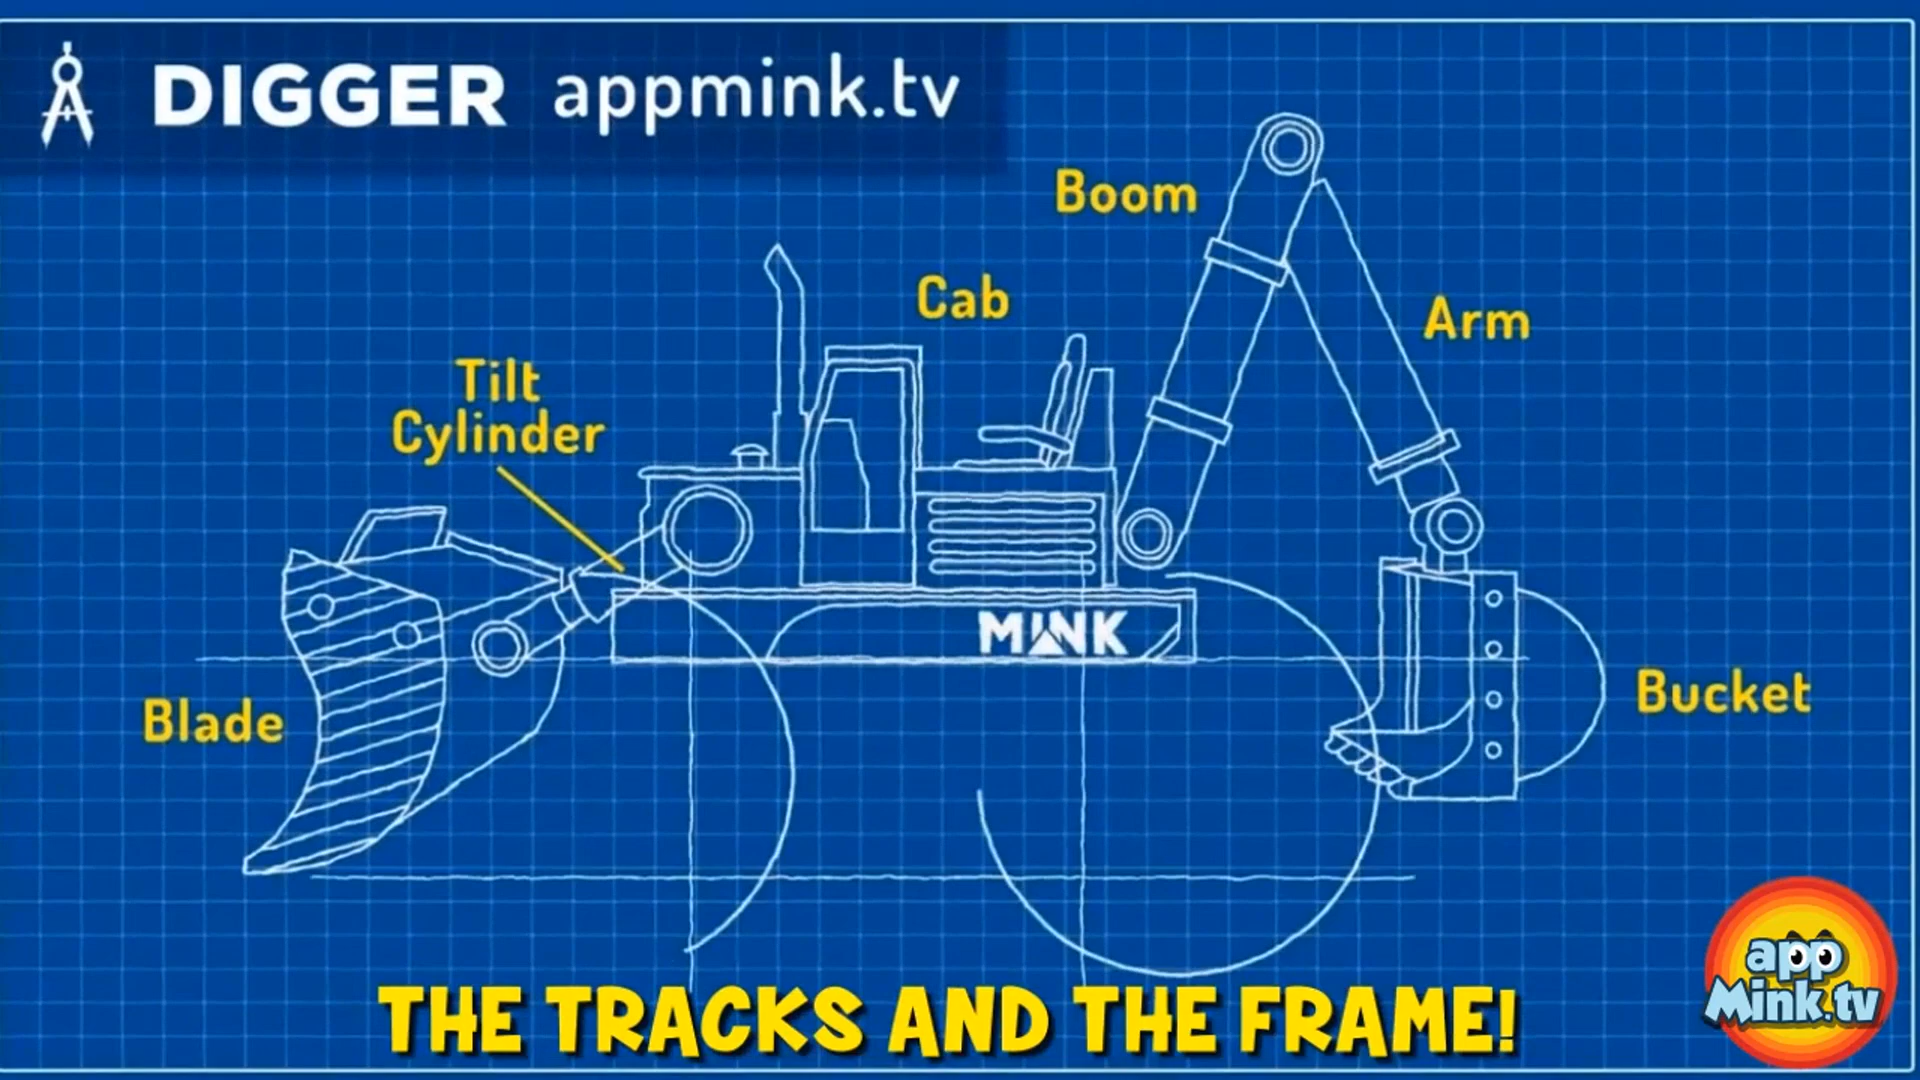 DIGGER appmink.tv
Boom
Cab
Arm
Tilt
Cylinder
MINK
Blade
Bucket
app
Mink.tv
THE TRACKS AND THE FRAME!